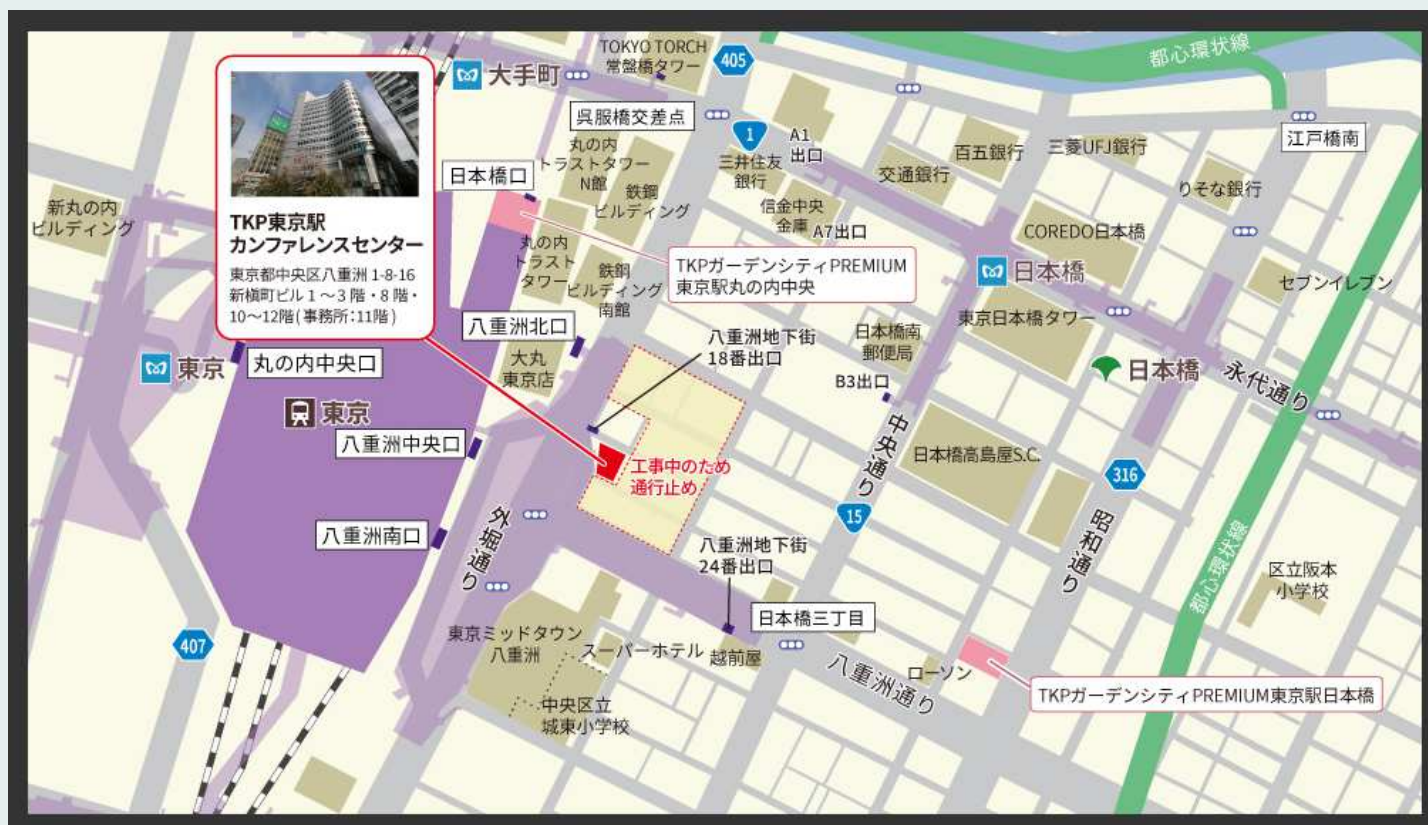 TOKYO TORCH
常盤橋タワー
405
都心環状線
大手町
呉服橋交差点
1
A1
出口
三井住友
銀行
百五銀行
三菱UFJ銀行
江戸橋南
丸の内
トラストタワー
N館
日本橋口
鉄鋼
ビルディング
交通銀行
りそな銀行
新丸の内
ビルディング
信金中央
金庫
A7出口
COREDO日本橋
TKP東京駅
カンファレンスセンター
東京都中央区八重洲 1-8-16
新槇町ビル 1 ~ 3 階・8 階・
10~12階( 事務所:11階 )
丸の内
トラスト
タワー
鉄鋼
ビルディング
南館
TKPガーデンシティPREMIUM
東京駅丸の内中央
日本橋
セブンイレブン
八重洲北口
八重洲地下街
18番出口
日本橋南
郵便局
東京日本橋タワー
東京
丸の内中央口
大丸
東京店
B3出口
日本橋
永代通り
東京
八重洲中央口
工事中のため
通行止め
中央通り
日本橋高島屋S.C.
316
15
八重洲南口
外堀通り
八重洲地下街
24番出口
昭和通り
都心環状線
区立阪本
小学校
407
東京ミッドタウン
八重洲
スーパーホテル
越前屋
日本橋三丁目
八重洲通り
ローソン
TKPガーデンシティPREMIUM東京駅日本橋
中央区立
城東小学校